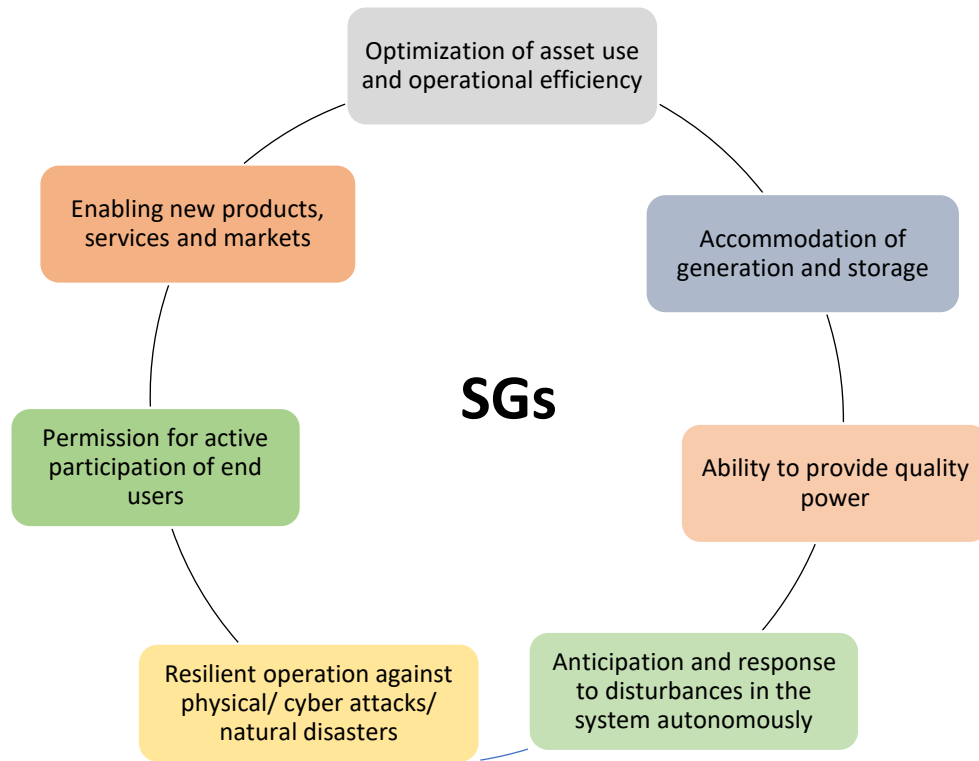 Optimization of asset use
and operational efficiency
Enabling new products,
services and markets
Accommodation of
generation and storage
SGs
Permission for active
participation of end
users
Ability to provide quality
power
Resilient operation against
physical/ cyber attacks/
natural disasters
Anticipation and response
to disturbances in the
system autonomously